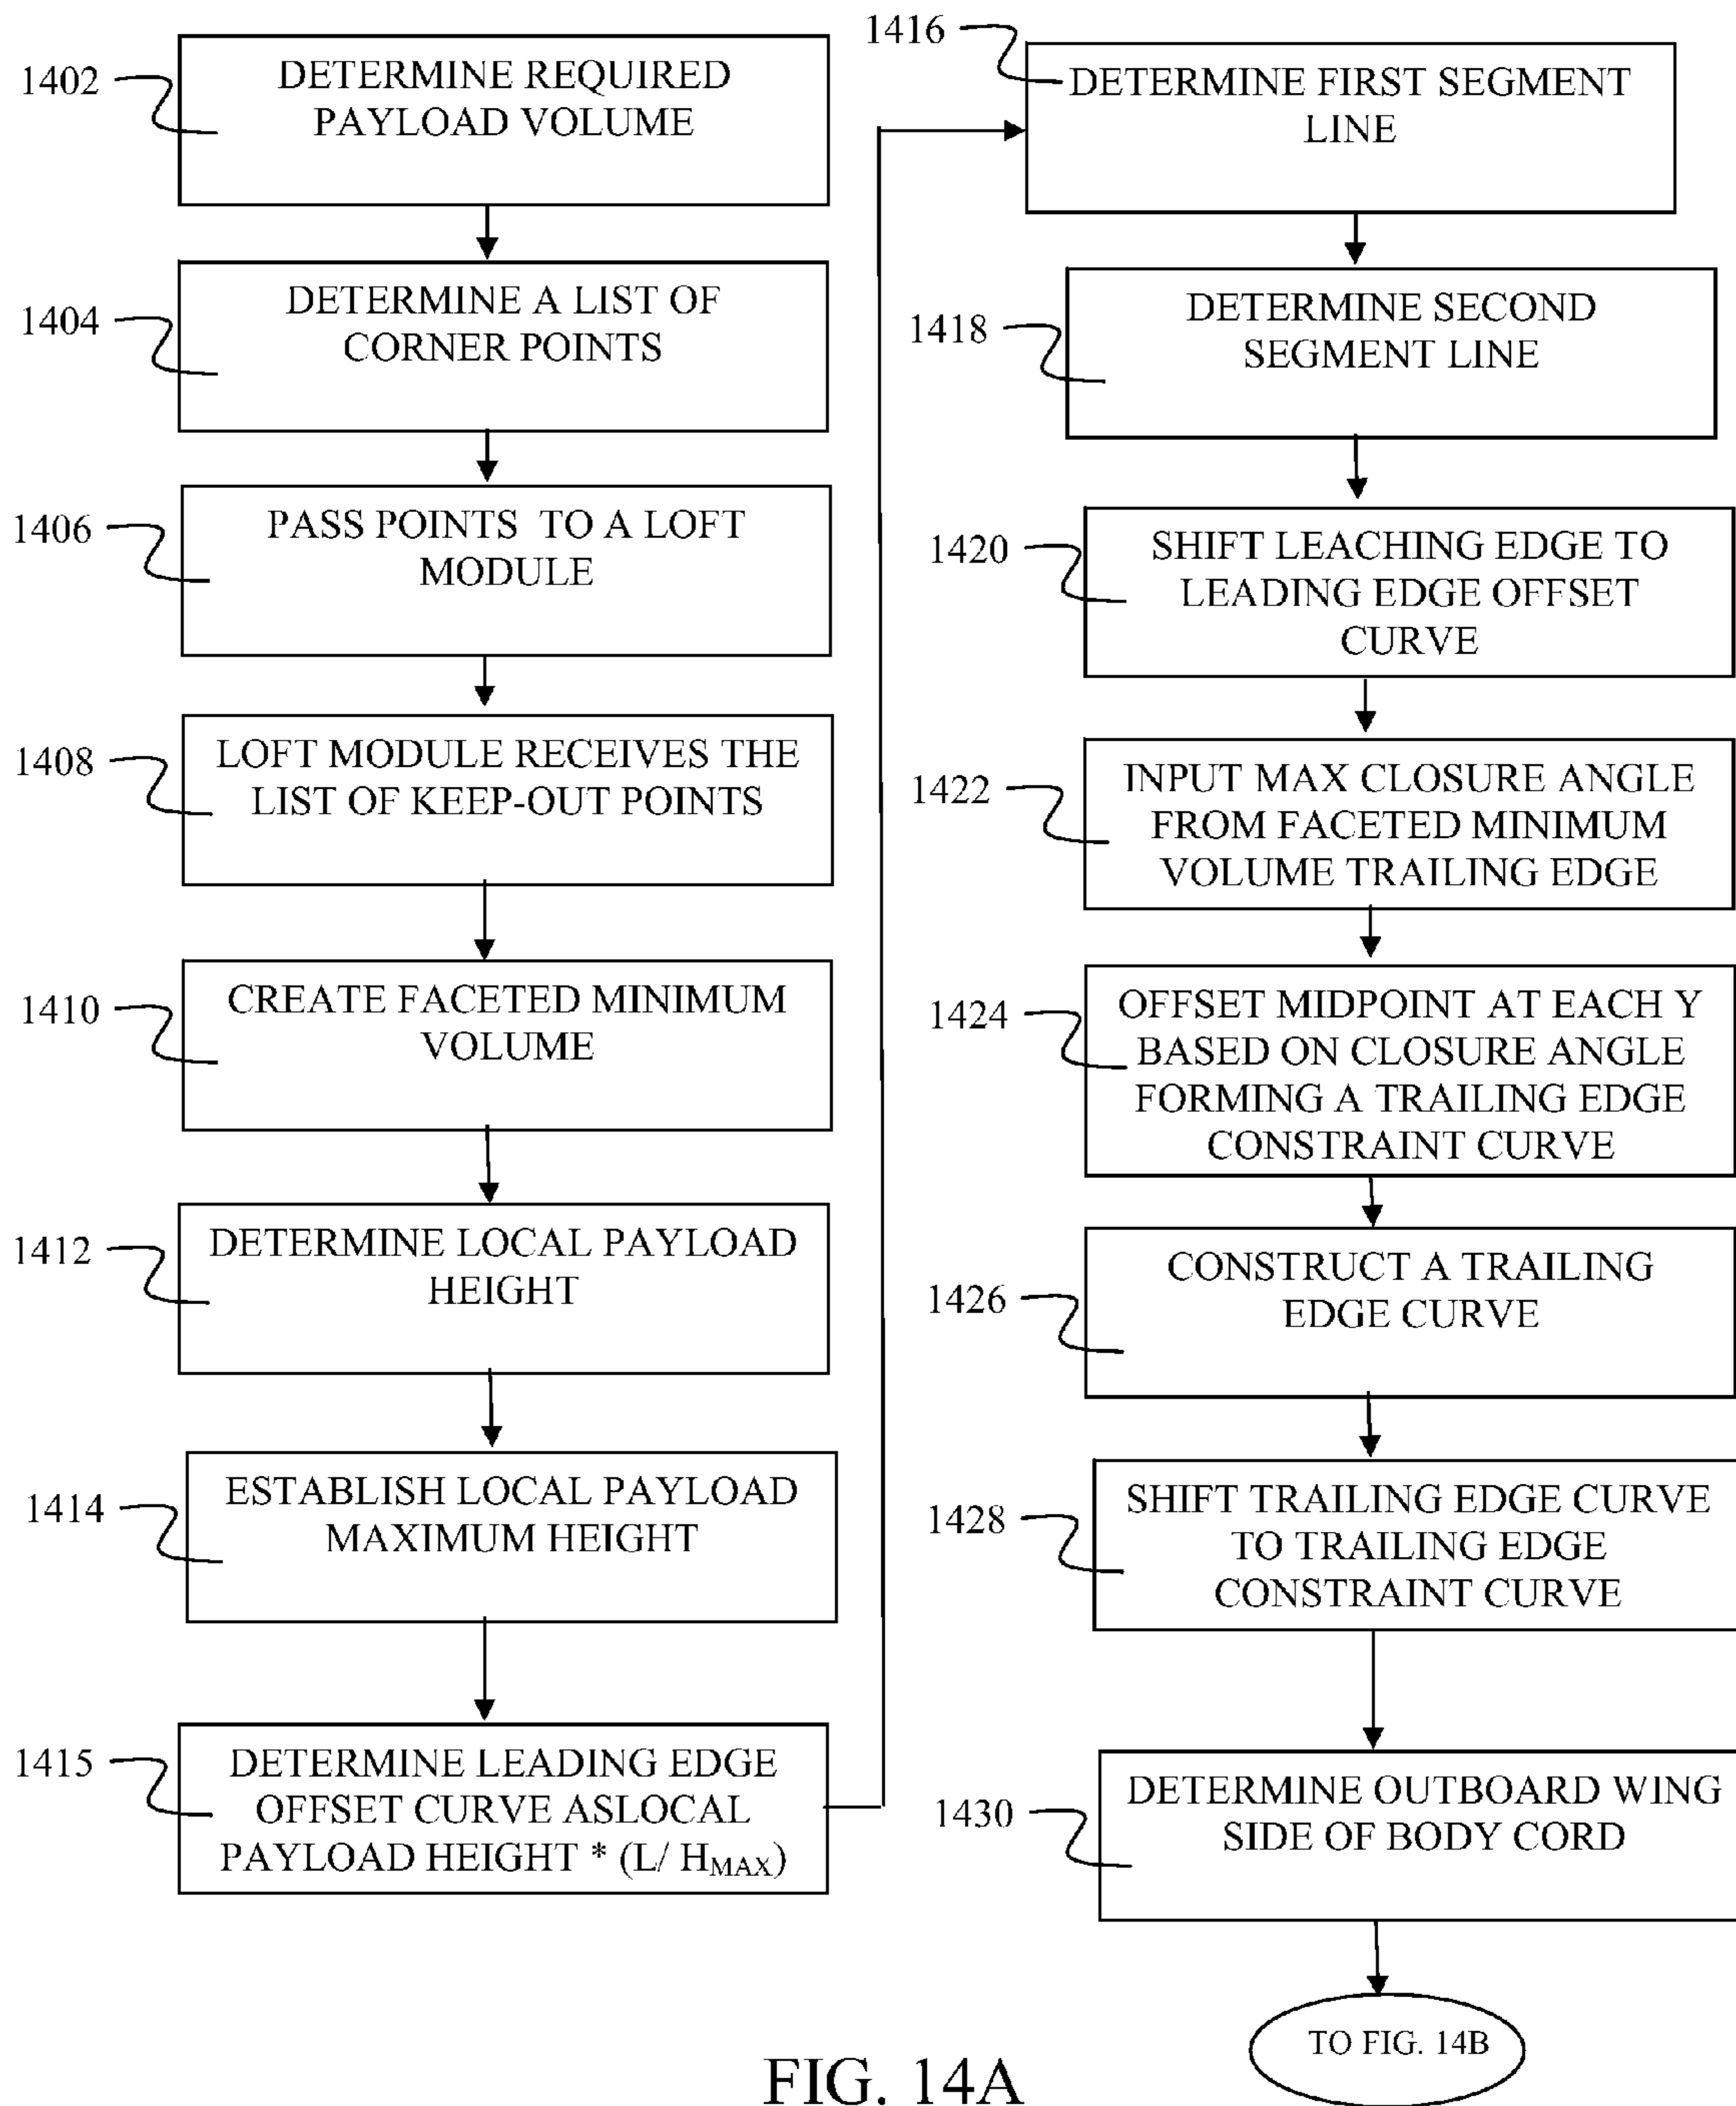 1402
DETERMINE REQUIRED
PAYLOAD VOLUME
1404
DETERMINE A LIST OF
CORNER POINTS
1406
PASS POINTS TO A LOFT
MODULE
1408
LOFT MODULE RECEIVES THE
LIST OF KEEP-OUT POINTS
1410
CREATE FACETED MINIMUM
VOLUME
1412
DETERMINE LOCAL PAYLOAD
HEIGHT
1414
ESTABLISH LOCAL PAYLOAD
MAXIMUM HEIGHT
1415
DETERMINE LEADING EDGE
OFFSET CURVE ASLOCAL
PAYLOAD HEIGHT * (L/ HMAX)
1416
DETERMINE FIRST SEGMENT
LINE
1418
DETERMINE SECOND
SEGMENT LINE
1420
SHIFT LEACHING EDGE TO
LEADING EDGE OFFSET
CURVE
1422
INPUT MAX CLOSURE ANGLE
FROM FACETED MINIMUM
VOLUME TRAILING EDGE
1424
OFFSET MIDPOINT AT EACH Y
BASED ON CLOSURE ANGLE
FORMING A TRAILING EDGE
CONSTRAINT CURVE
1426
CONSTRUCT A TRAILING
EDGE CURVE
1428
SHIFT TRAILING EDGE CURVE
TO TRAILING EDGE
CONSTRAINT CURVE
1430
DETERMINE OUTBOARD WING
SIDE OF BODY CORD
TO FIG. 14B
FIG. 14A